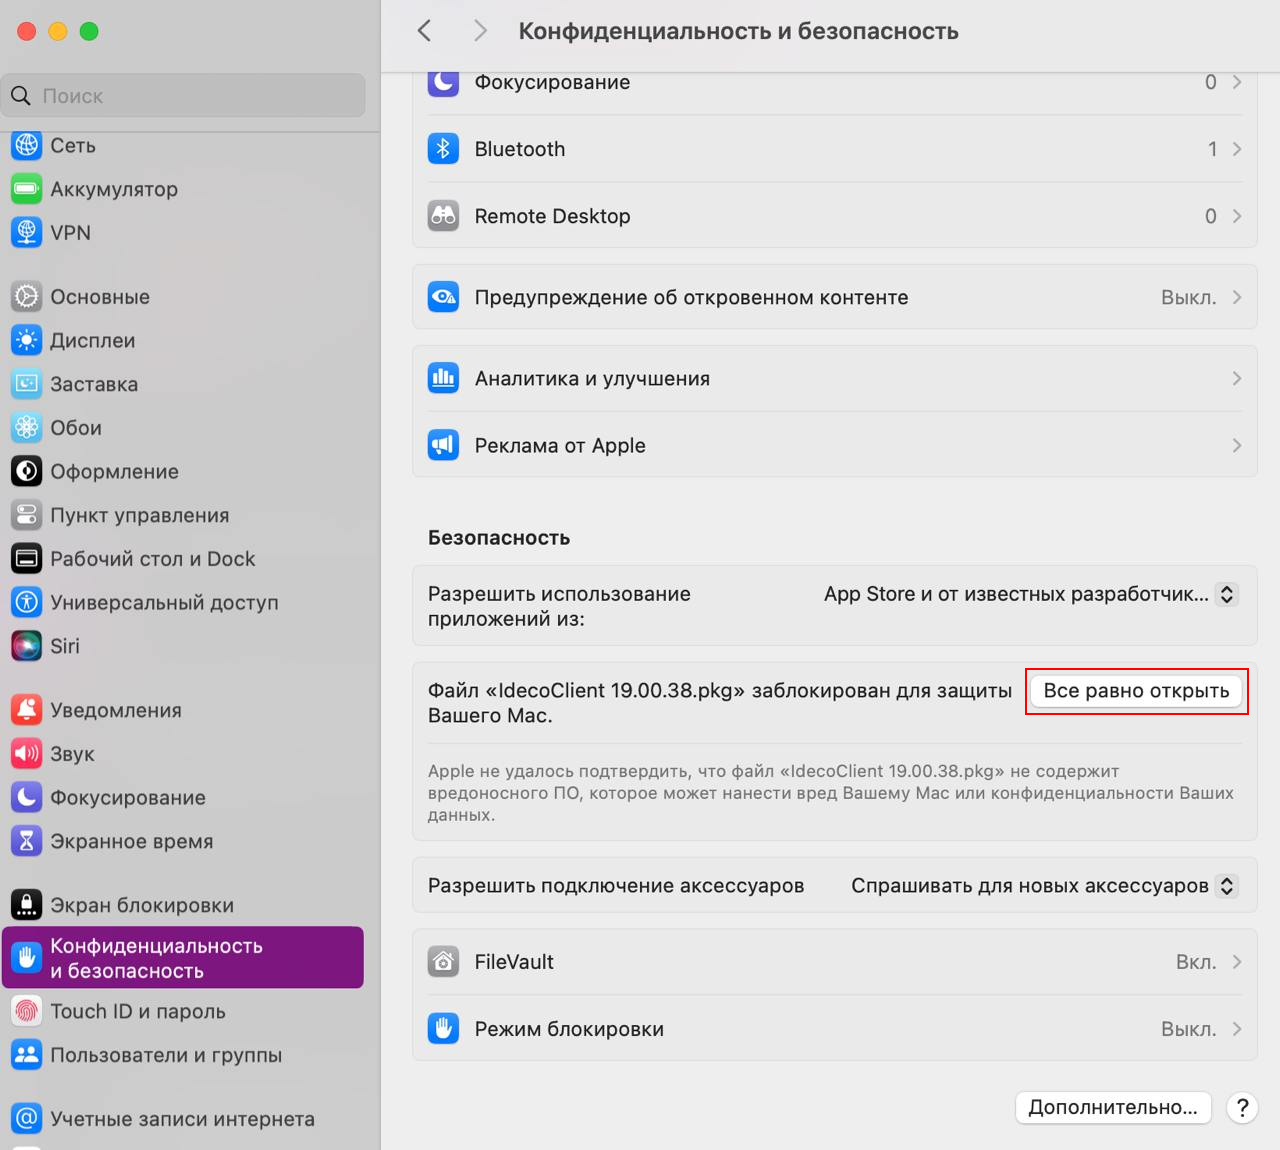 Поиск
Сеть
Аккумулятор
VPN
Основные
Дисплеи
Заставка
Обои
Оформление
Пункт управления
Рабочий стол и Dock
Универсальный доступ
Siri
Уведомления
Звук
Фокусирование
Экранное время
Экран блокировки
Конфиденциальность
и безопасность
Touch ID и пароль
Пользователи и группы
Учетные записи интернета
Конфиденциальность и безопасность
Фокусирование 0
Bluetooth 1
Remote Desktop 0
Предупреждение об откровенном контенте Выкл.
Аналитика и улучшения
Реклама от Apple
Безопасность
Разрешить использование
приложений из:
App Store и от известных разработчик...
Файл «IdecoClient 19.00.38.pkg» заблокирован для защиты
Вашего Mac.
Все равно открыть
Apple не удалось подтвердить, что файл «IdecoClient 19.00.38.pkg» не содержит
вредоносного ПО, которое может нанести вред Вашему Mac или конфиденциальности Ваших
данных.
Разрешить подключение аксессуаров Спрашивать для новых аксессуаров
FileVault Вкл.
Режим блокировки Выкл.
Дополнительно... ?